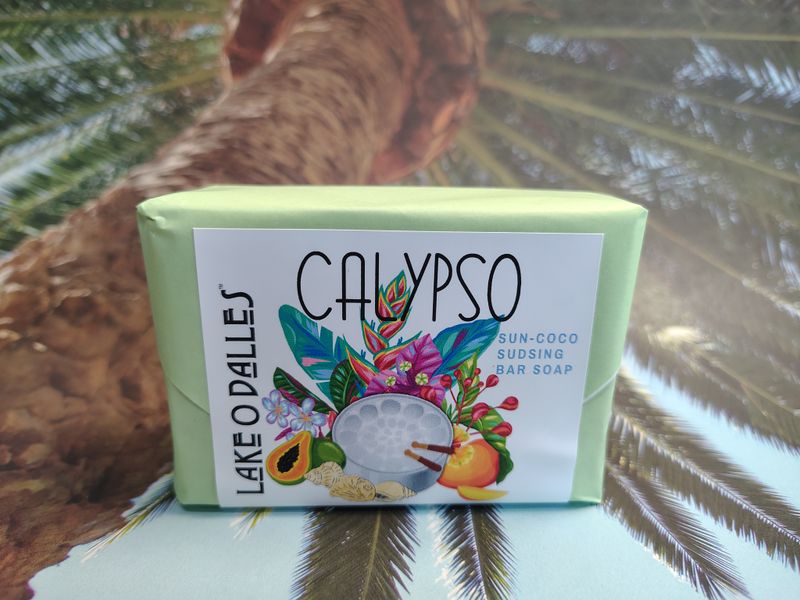 CALYPSO
SUN-COCO
SUDSING
BAR SOAP
LAKE O DALLES™